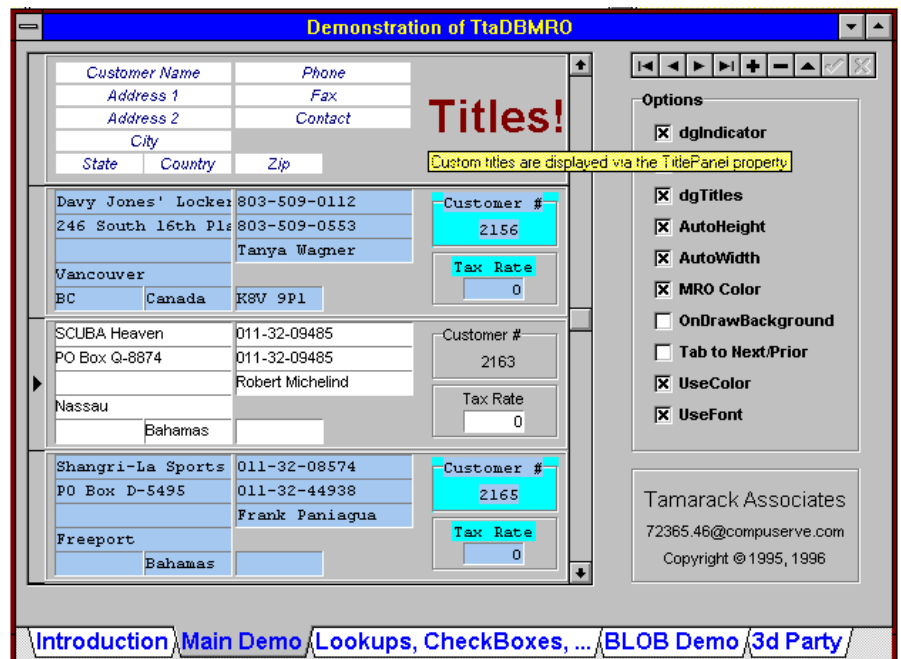 Demonstration of TtaDBMRO
Customer Name Phone
Address 1 Fax
Address 2 Contact
City
State Country Zip
Titles!
Custom titles are displayed via the TitlePanel property
Davy Jones' Locker 803-509-0112
246 South 16th Pla 803-509-0553
Tanya Wagner
Vancouver
BC Canada K8V 9P1
Customer #
2156
Tax Rate
0
SCUBA Heaven 011-32-09485
PO Box Q-8874 011-32-09485
Robert Michelind
Nassau
Bahamas
Customer #
2163
Tax Rate
0
Shangri-La Sports 011-32-08574
PO Box D-5495 011-32-44938
Frank Paniagua
Freeport
Bahamas
Customer #
2165
Tax Rate
0
Options
dgIndicator
dgTitles
AutoHeight
AutoWidth
MRO Color
OnDrawBackground
Tab to Next/Prior
UseColor
UseFont
Tamarack Associates
72365.46@compuserve.com
Copyright © 1995, 1996
Introduction Main Demo Lookups, CheckBoxes, ... BLOB Demo 3d Party